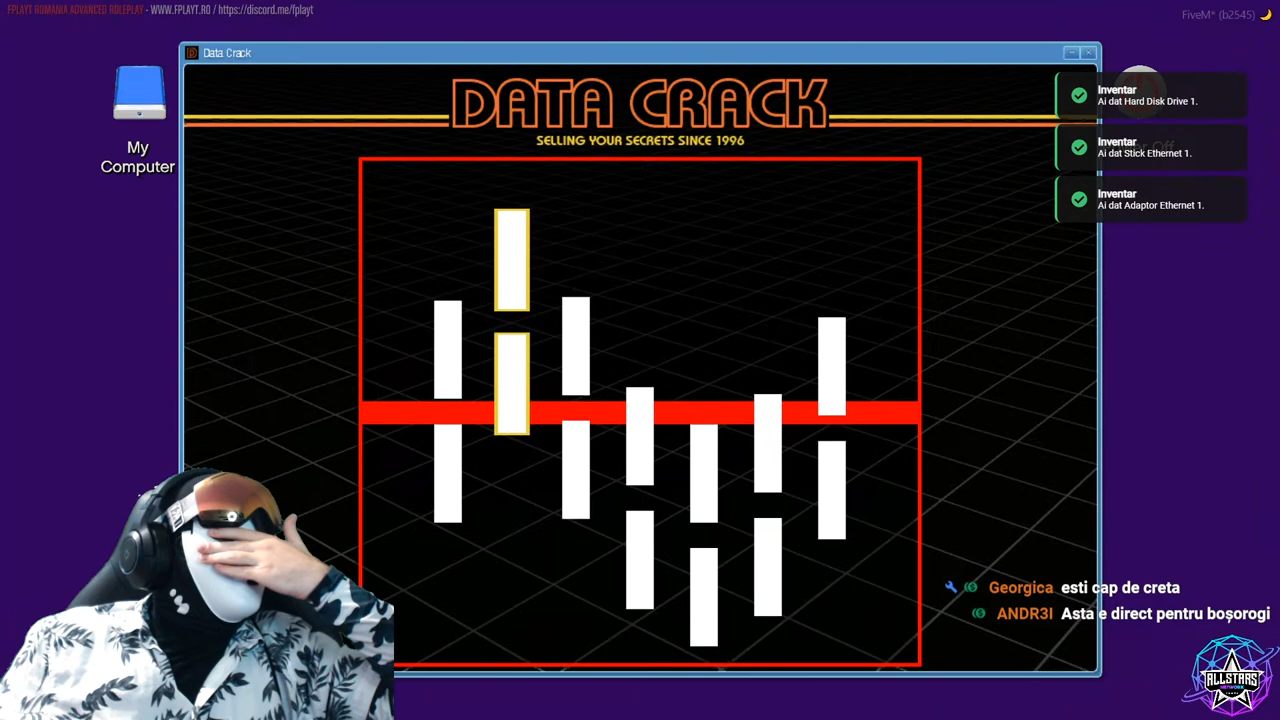 FPLAYT ROMANIA ADVANCED ROLEPLAY - WWW.FPLAYT.RO / https://discord.me/fplayt
FiveM* (b2545)
Data Crack
DATA CRACK
SELLING YOUR SECRETS SINCE 1996
My
Computer
Inventar
Ai dat Hard Disk Drive 1.
Inventar
Ai dat Stick Ethernet 1.
Off
Inventar
Ai dat Adaptor Ethernet 1.
Georgica esti cap de creta
ANDR3I Asta e direct pentru boșorogi
ALLSTARS
NETWORK